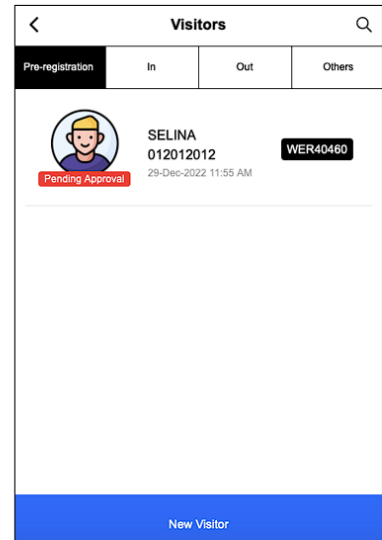 Visitors
Pre-registration In Out Others
SELINA
012012012
WER40460
29-Dec-2022 11:55 AM
Pending Approval
New Visitor